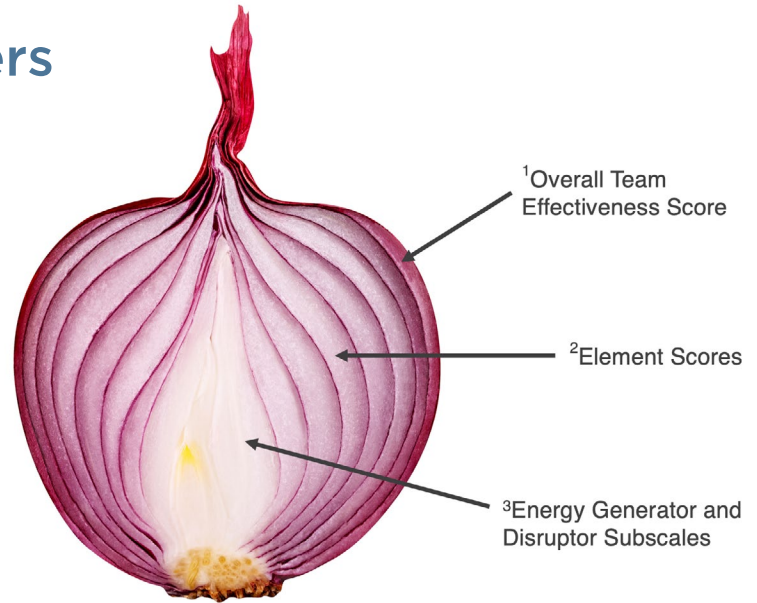 ers
¹Overall Team
Effectiveness Score
²Element Scores
³Energy Generator and
Disruptor Subscales